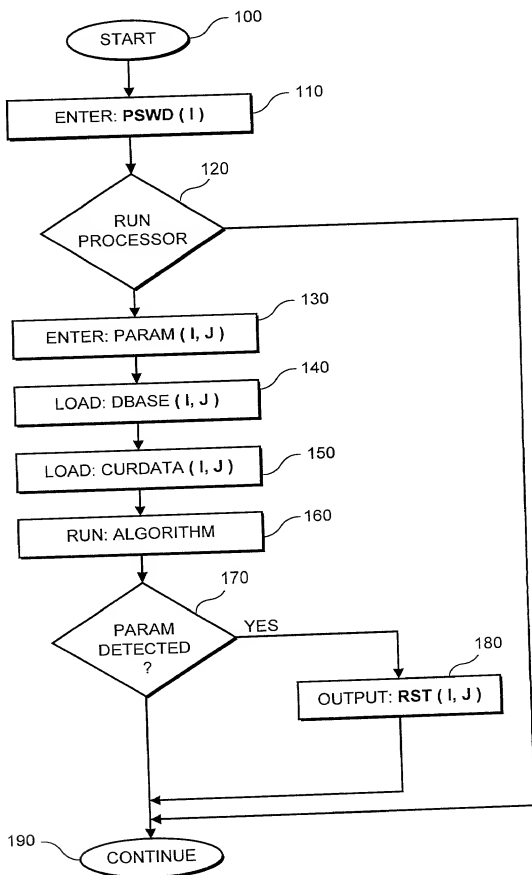 START
100
ENTER: PSWD ( I )
110
RUN
PROCESSOR
120
ENTER: PARAM ( I, J )
130
LOAD: DBASE ( I, J )
140
LOAD: CURDATA ( I, J )
150
RUN: ALGORITHM
160
PARAM
DETECTED
?
170
YES
OUTPUT: RST ( I, J )
180
190
CONTINUE